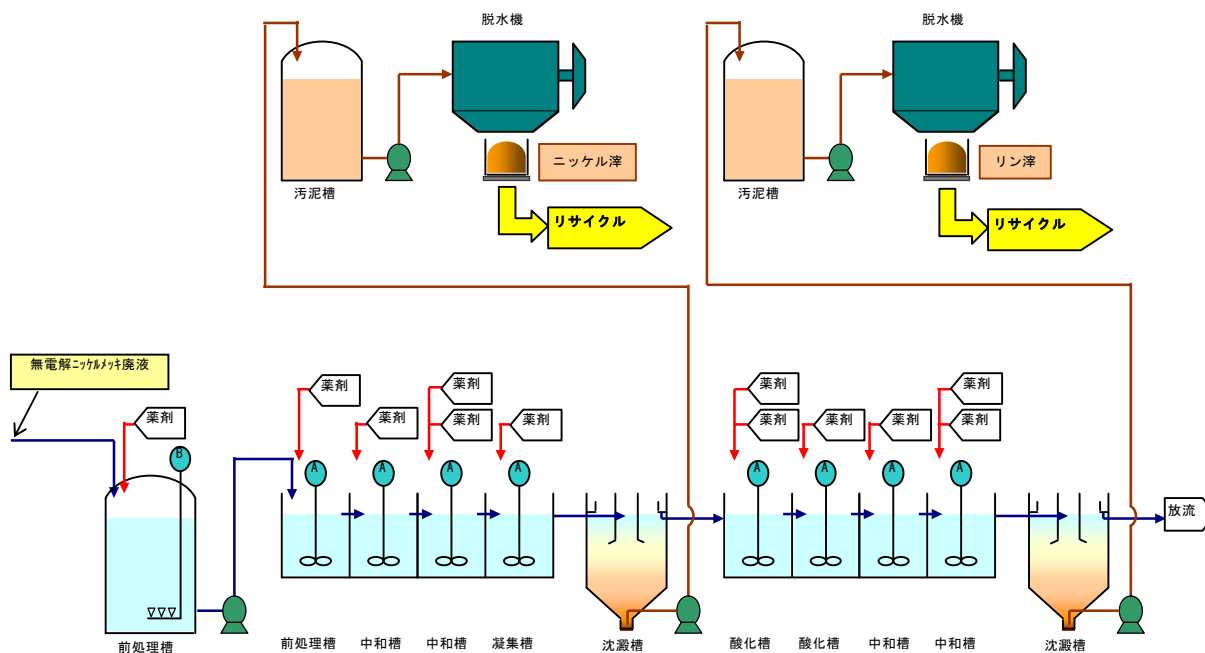 脱水機
脱水機
ニッケル滓
リン滓
汚泥槽
汚泥槽
リサイクル
リサイクル
無電解ニッケルメッキ廃液
薬剤
薬剤
薬剤
薬剤
薬剤
薬剤
薬剤
薬剤
薬剤
薬剤
薬剤
薬剤
B
A
A
A
A
A
A
A
A
放流
前処理槽
前処理槽
中和槽
中和槽
凝集槽
沈澱槽
酸化槽
酸化槽
中和槽
中和槽
沈澱槽